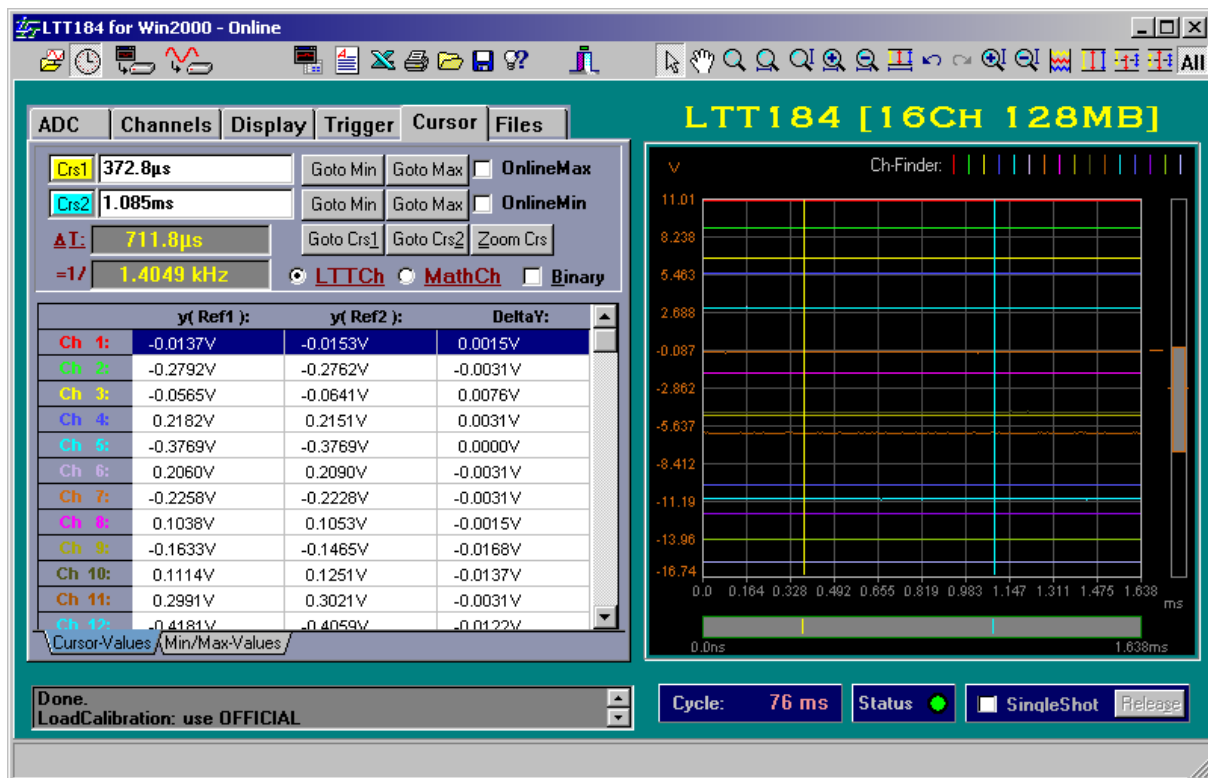 LTT184 for Win2000 - Online
All
ADC Channels Display Trigger Cursor Files
Crs1 372.8µs Goto Min Goto Max OnlineMax
Crs2 1.085ms Goto Min Goto Max OnlineMin
ΔT: 711.8µs Goto Crs1 Goto Crs2 Zoom Crs
=1/ 1.4049 kHz LTTCh MathCh Binary
y( Ref1 ): y( Ref2 ): DeltaY:
Ch 1: -0.0137V -0.0153V 0.0015V
Ch 2: -0.2792V -0.2762V -0.0031V
Ch 3: -0.0565V -0.0641V 0.0076V
Ch 4: 0.2182V 0.2151V 0.0031V
Ch 5: -0.3769V -0.3769V 0.0000V
Ch 6: 0.2060V 0.2090V -0.0031V
Ch 7: -0.2258V -0.2228V -0.0031V
Ch 8: 0.1038V 0.1053V -0.0015V
Ch 9: -0.1633V -0.1465V -0.0168V
Ch 10: 0.1114V 0.1251V -0.0137V
Ch 11: 0.2991V 0.3021V -0.0031V
Ch 12: -0.4181V -0.4059V -0.0122V
Cursor-Values Min/Max-Values
LTT184 [16CH 128MB]
V Ch-Finder:
11.01
8.238
5.463
2.688
-0.087
-2.862
-5.637
-8.412
-11.19
-13.96
-16.74
0.0 0.164 0.328 0.492 0.655 0.819 0.983 1.147 1.311 1.475 1.638
ms
0.0ns 1.638ms
Done.
LoadCalibration: use OFFICIAL
Cycle: 76 ms Status SingleShot Release